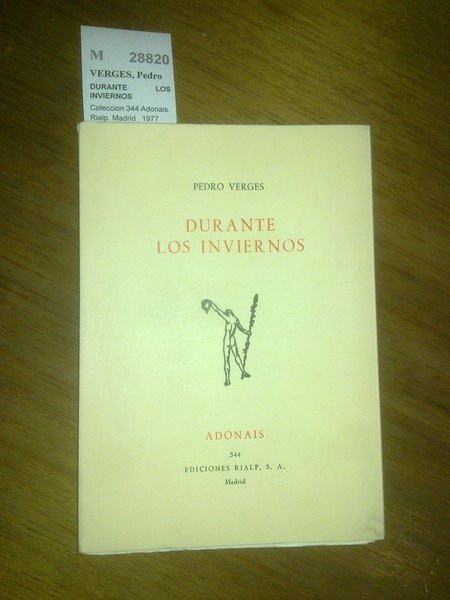 M 28820
VERGES, Pedro
DURANTE LOS
INVIERNOS
Coleccion 344 Adonais.
Rialp. Madrid 1977
PEDRO VERGES
DURANTE
LOS INVIERNOS
ADONAIS
344
EDICIONES RIALP, S. A.
Madrid